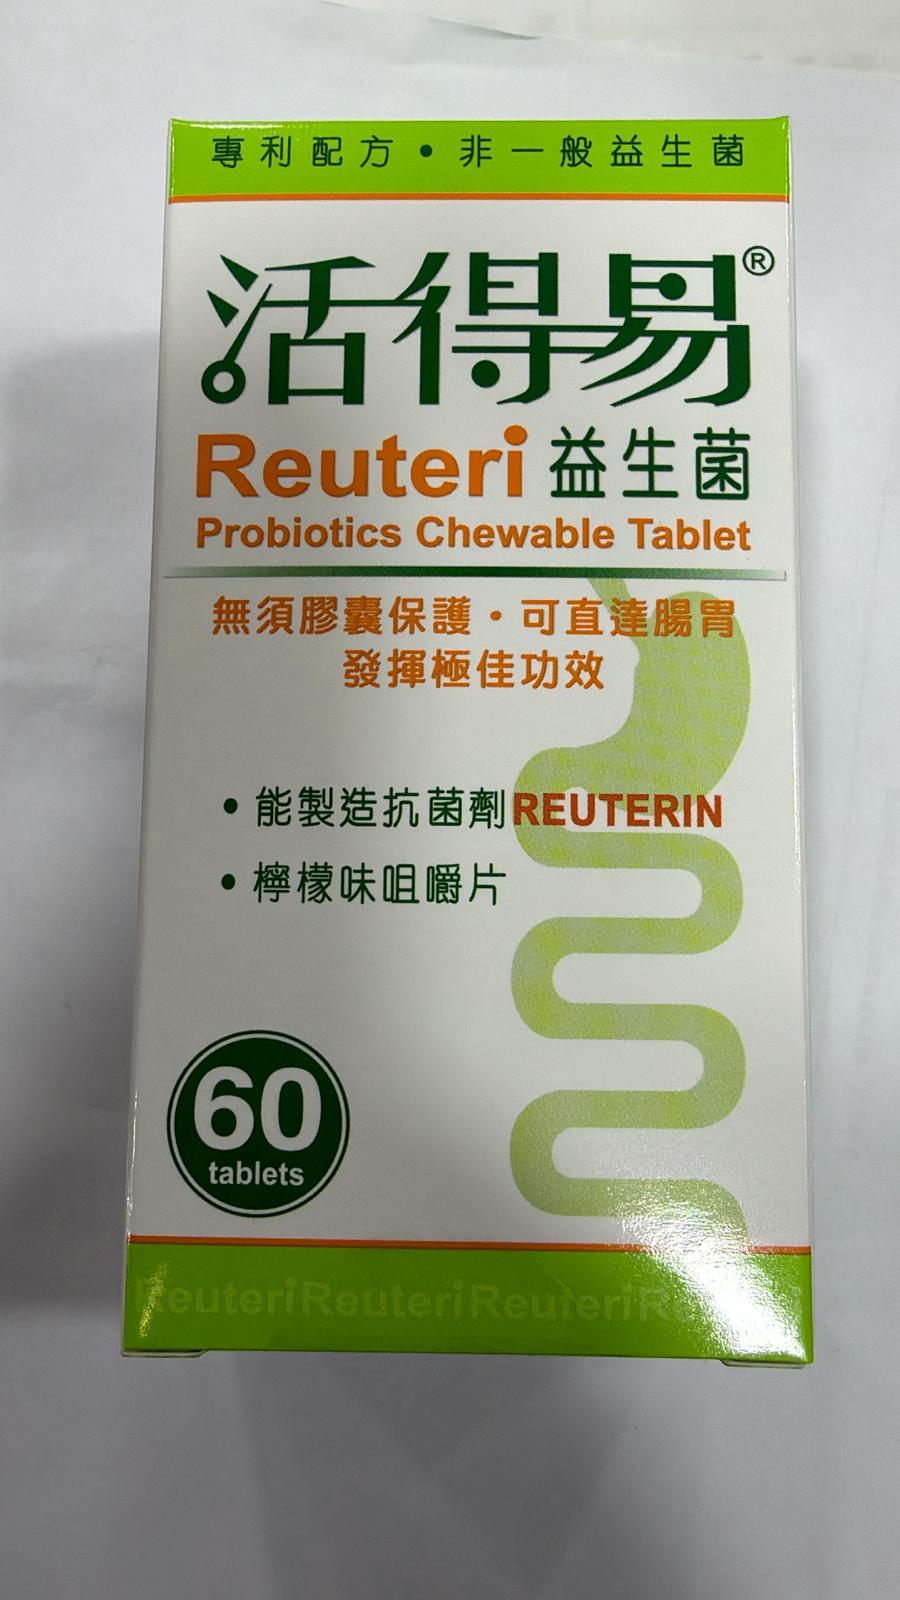 專利配方・非一般益生菌
活得易®
Reuteri 益生菌
Probiotics Chewable Tablet
無須膠囊保護・可直達腸胃
發揮極佳功效
• 能製造抗菌劑REUTERIN
• 檸檬味咀嚼片
60
tablets
Reuteri Reuteri Reuteri